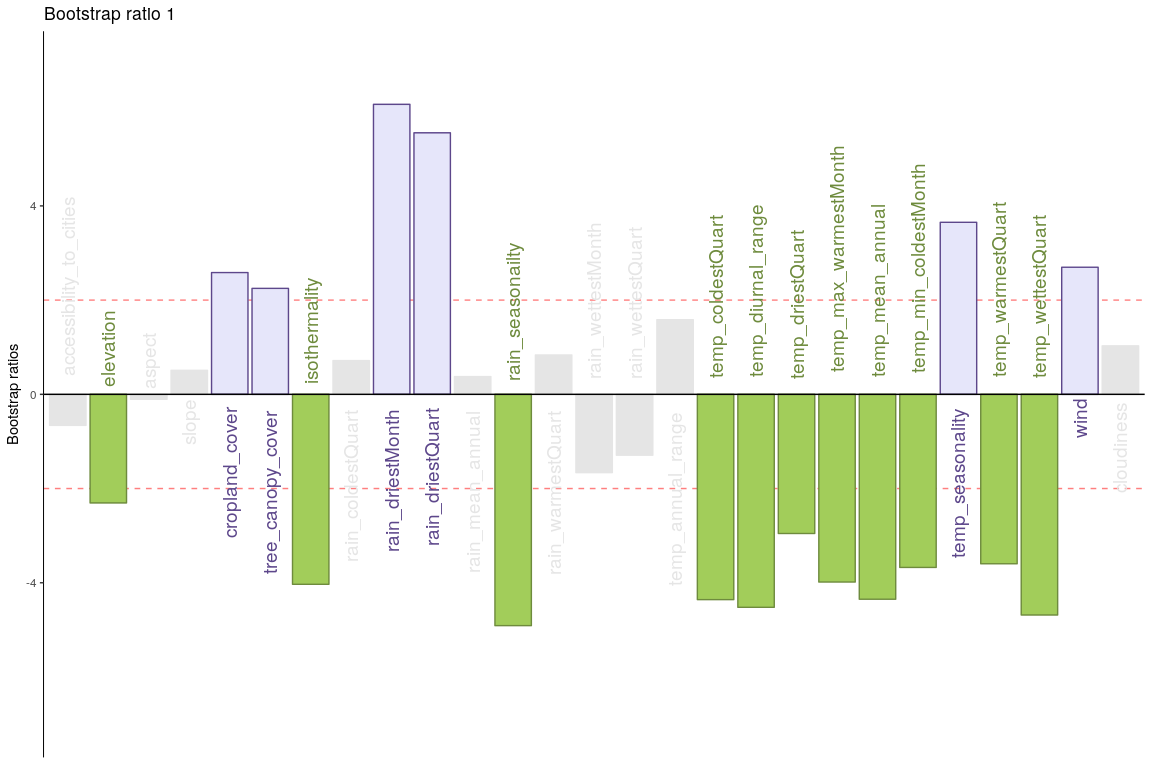 Bootstrap ratio 1
Bootstrap ratios
4
0
-4
accessibility_to_cities
elevation
aspect
slope
cropland_cover
tree_canopy_cover
isothermality
rain_coldestQuart
rain_driestMonth
rain_driestQuart
rain_mean_annual
rain_seasonailty
rain_warmestQuart
rain_wettestMonth
rain_wettestQuart
temp_annual_range
temp_coldestQuart
temp_diurnal_range
temp_driestQuart
temp_max_warmestMonth
temp_mean_annual
temp_min_coldestMonth
temp_seasonality
temp_warmestQuart
temp_wettestQuart
wind
cloudiness